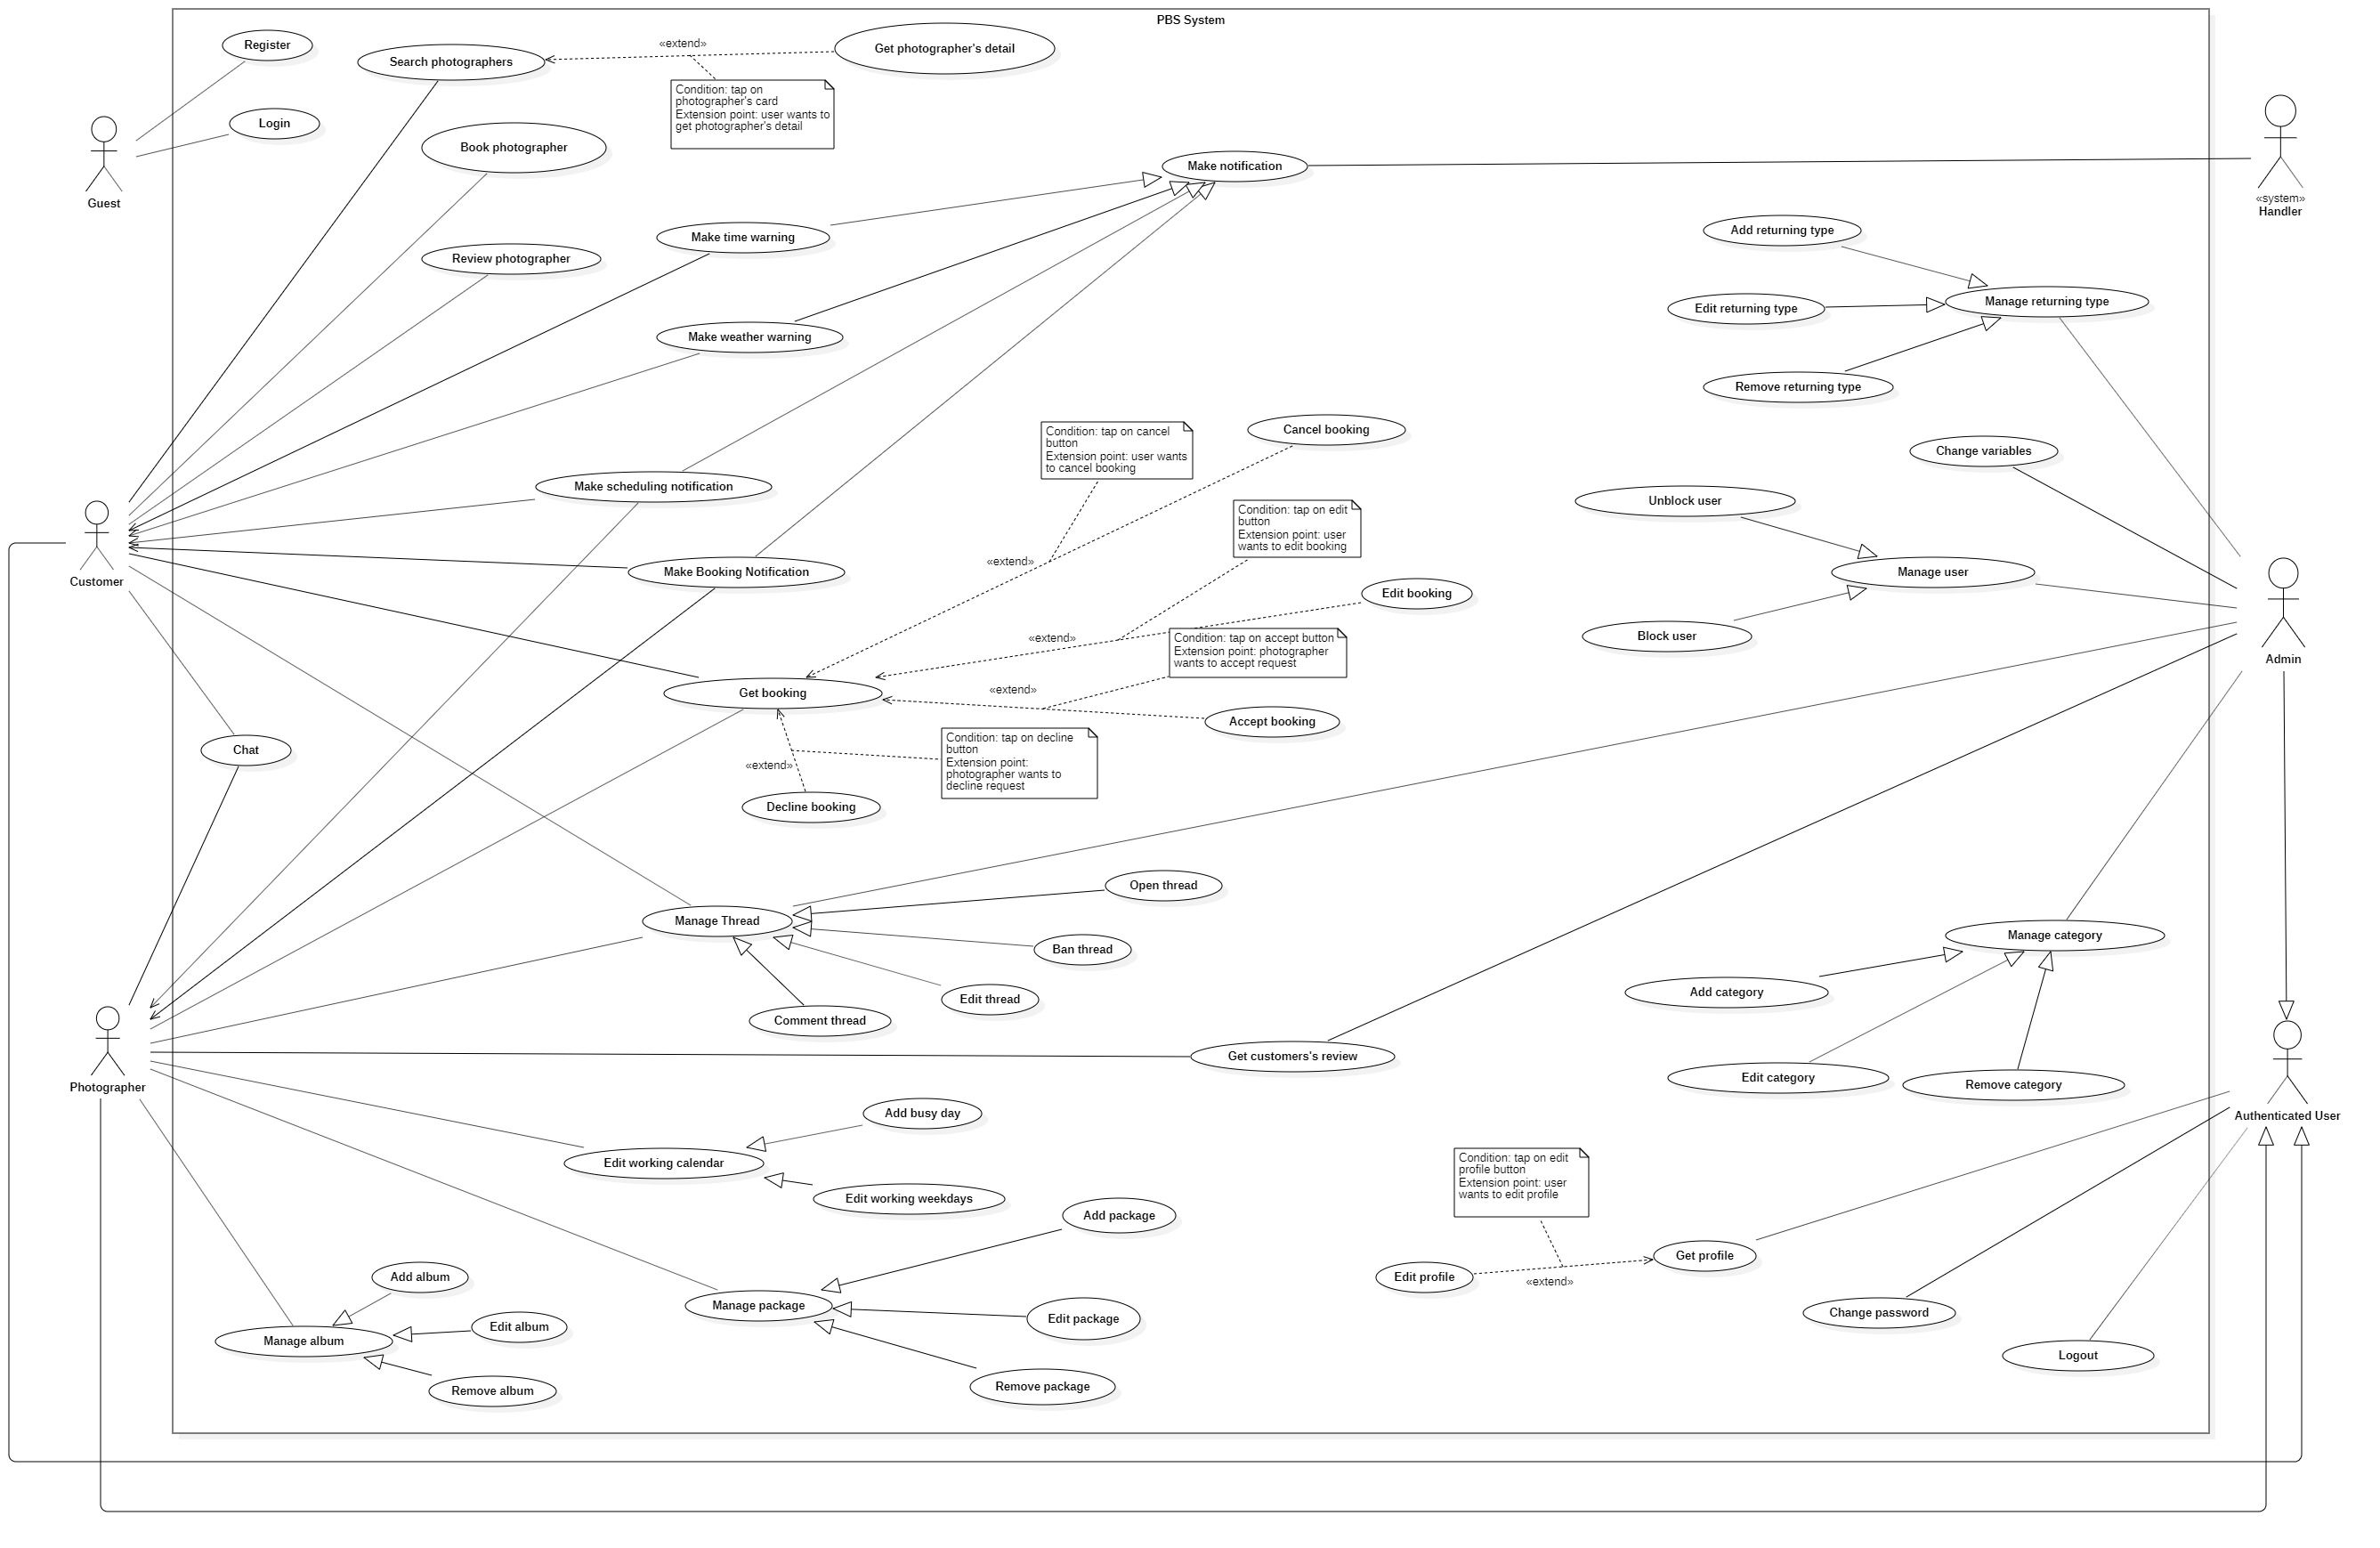 PBS System
Register
Search photographers
«extend»
Get photographer's detail
Condition: tap on
photographer's card
Extension point: user wants to
get photographer's detail
Login
Guest
Book photographer
Make notification
«system»
Handler
Make time warning
Review photographer
Add returning type
Manage returning type
Edit returning type
Make weather warning
Remove returning type
Condition: tap on cancel
button
Extension point: user wants
to cancel booking
Cancel booking
Change variables
Make scheduling notification
Unblock user
Condition: tap on edit
button
Extension point: user
wants to edit booking
«extend»
Customer
Make Booking Notification
Manage user
Edit booking
«extend»
Block user
Condition: tap on accept button
Extension point: photographer
wants to accept request
Admin
Get booking
«extend»
Accept booking
Chat
Condition: tap on decline
button
Extension point:
photographer wants to
decline request
«extend»
Decline booking
Open thread
Manage Thread
Ban thread
Manage category
Edit thread
Add category
Comment thread
Get customers's review
Edit category
Remove category
Photographer
Authenticated User
Add busy day
Edit working calendar
Edit working weekdays
Condition: tap on edit
profile button
Extension point: user
wants to edit profile
Add package
Get profile
Edit profile
«extend»
Add album
Manage package
Edit package
Change password
Edit album
Manage album
Logout
Remove package
Remove album